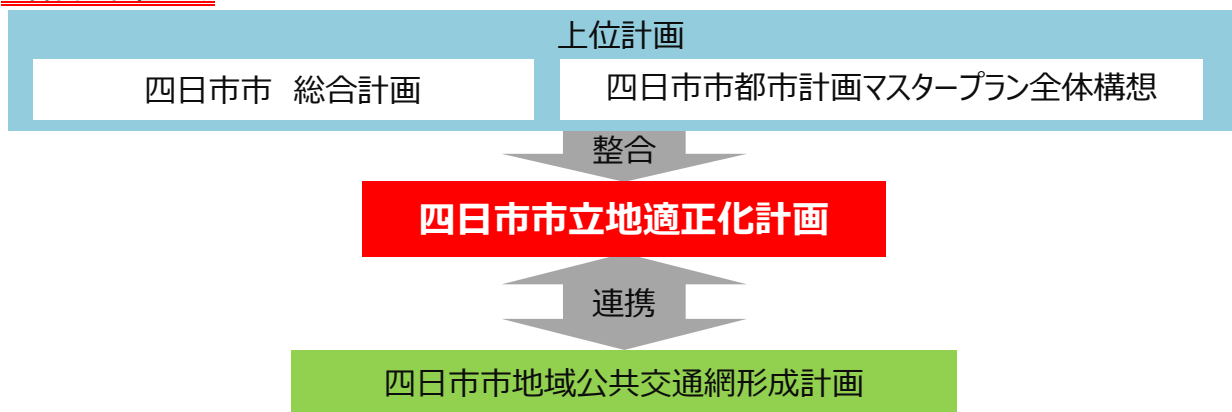 上位計画
四日市市 総合計画
四日市市都市計画マスタープラン全体構想
整合
四日市市立地適正化計画
連携
四日市市地域公共交通網形成計画